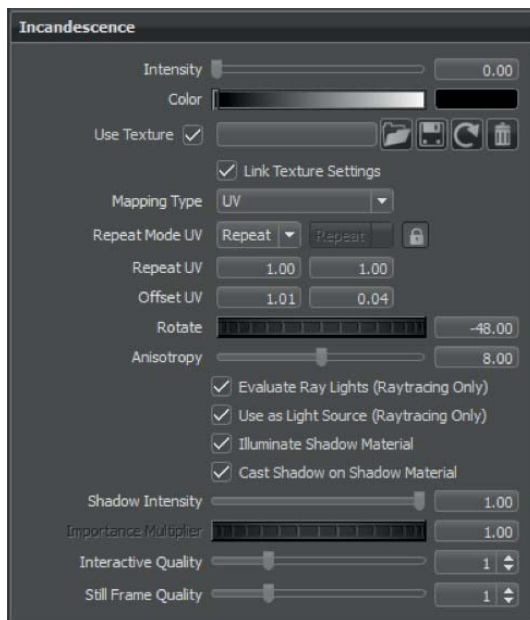 Incandescence
Intensity 0.00
Color
Use Texture
Link Texture Settings
Mapping Type UV
Repeat Mode UV Repeat Repeat
Repeat UV 1.00 1.00
Offset UV 1.01 0.04
Rotate -48.00
Anisotropy 8.00
Evaluate Ray Lights (Raytracing Only)
Use as Light Source (Raytracing Only)
Illuminate Shadow Material
Cast Shadow on Shadow Material
Shadow Intensity 1.00
Importance Multiplier 1.00
Interactive Quality 1
Still Frame Quality 1